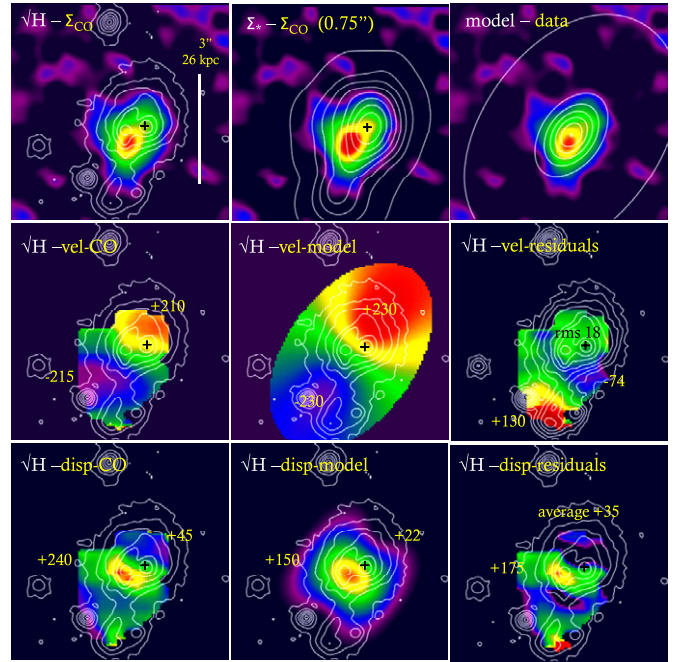 √H – Σ_CO
3”
26 kpc
Σ* – Σ_CO (0.75”)
model – data
√H –vel-CO
+210
-215
√H –vel-model
+230
-230
√H –vel-residuals
rms 18
-74
+130
√H –disp-CO
+45
+240
√H –disp-model
+22
+150
√H –disp-residuals
average +35
+175